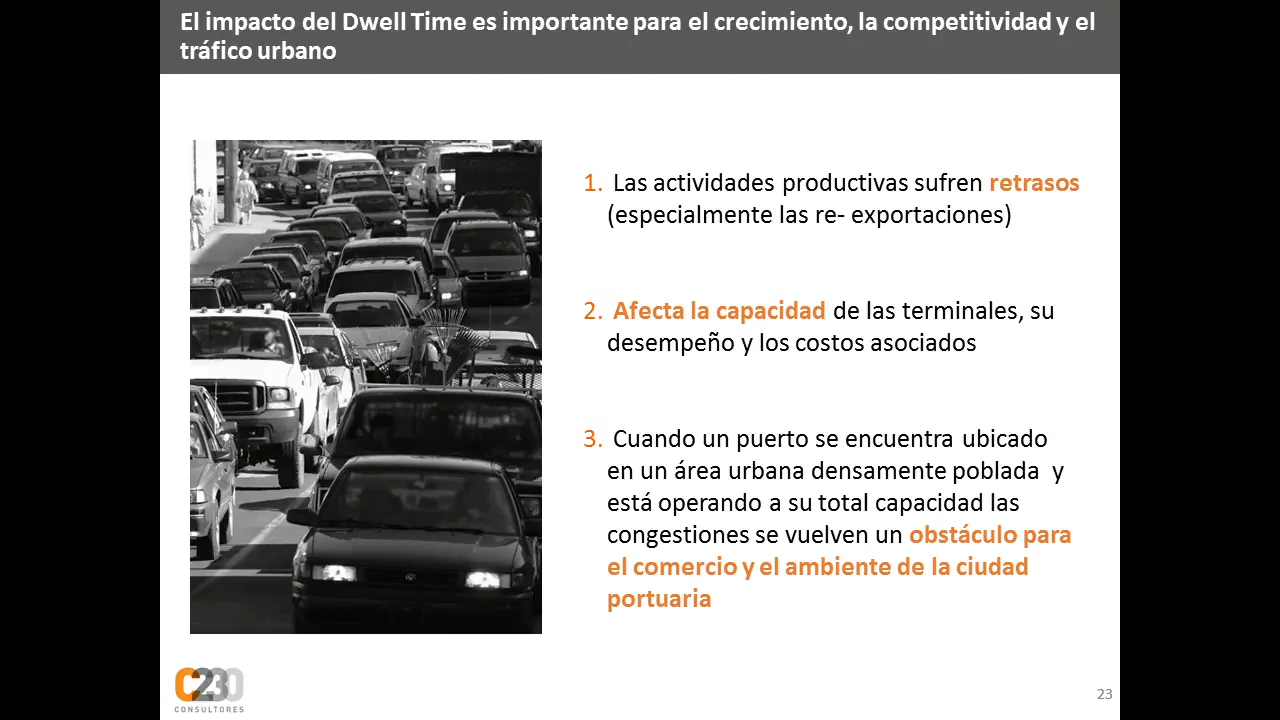 El impacto del Dwell Time es importante para el crecimiento, la competitividad y el
tráfico urbano
1. Las actividades productivas sufren retrasos
(especialmente las re- exportaciones)
2. Afecta la capacidad de las terminales, su
desempeño y los costos asociados
3. Cuando un puerto se encuentra ubicado
en un área urbana densamente poblada y
está operando a su total capacidad las
congestiones se vuelven un obstáculo para
el comercio y el ambiente de la ciudad
portuaria
C230
CONSULTORES
23